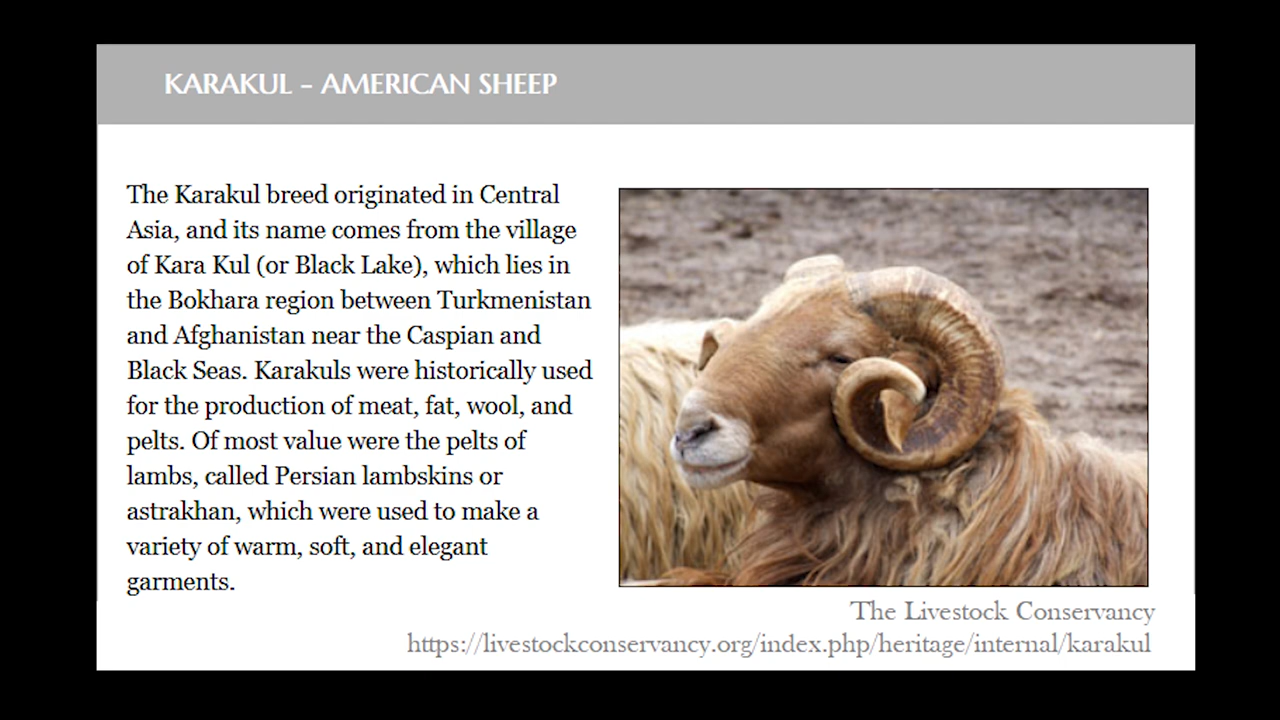 KARAKUL – AMERICAN SHEEP
The Karakul breed originated in Central
Asia, and its name comes from the village
of Kara Kul (or Black Lake), which lies in
the Bokhara region between Turkmenistan
and Afghanistan near the Caspian and
Black Seas. Karakuls were historically used
for the production of meat, fat, wool, and
pelts. Of most value were the pelts of
lambs, called Persian lambskins or
astrakhan, which were used to make a
variety of warm, soft, and elegant
garments.
The Livestock Conservancy
https://livestockconservancy.org/index.php/heritage/internal/karakul